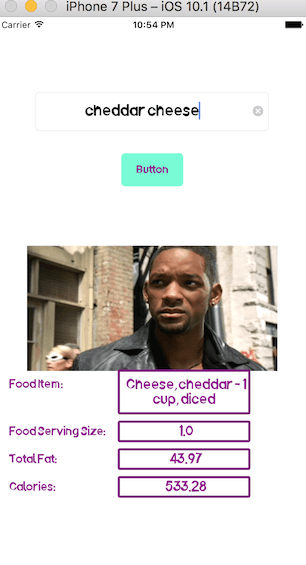 iPhone 7 Plus – iOS 10.1 (14B72)
Carrier 10:54 PM
cheddar cheese
Button
Food Item: Cheese, cheddar - 1
cup, diced
Food Serving Size: 1.0
Total Fat: 43.97
Calories: 533.28